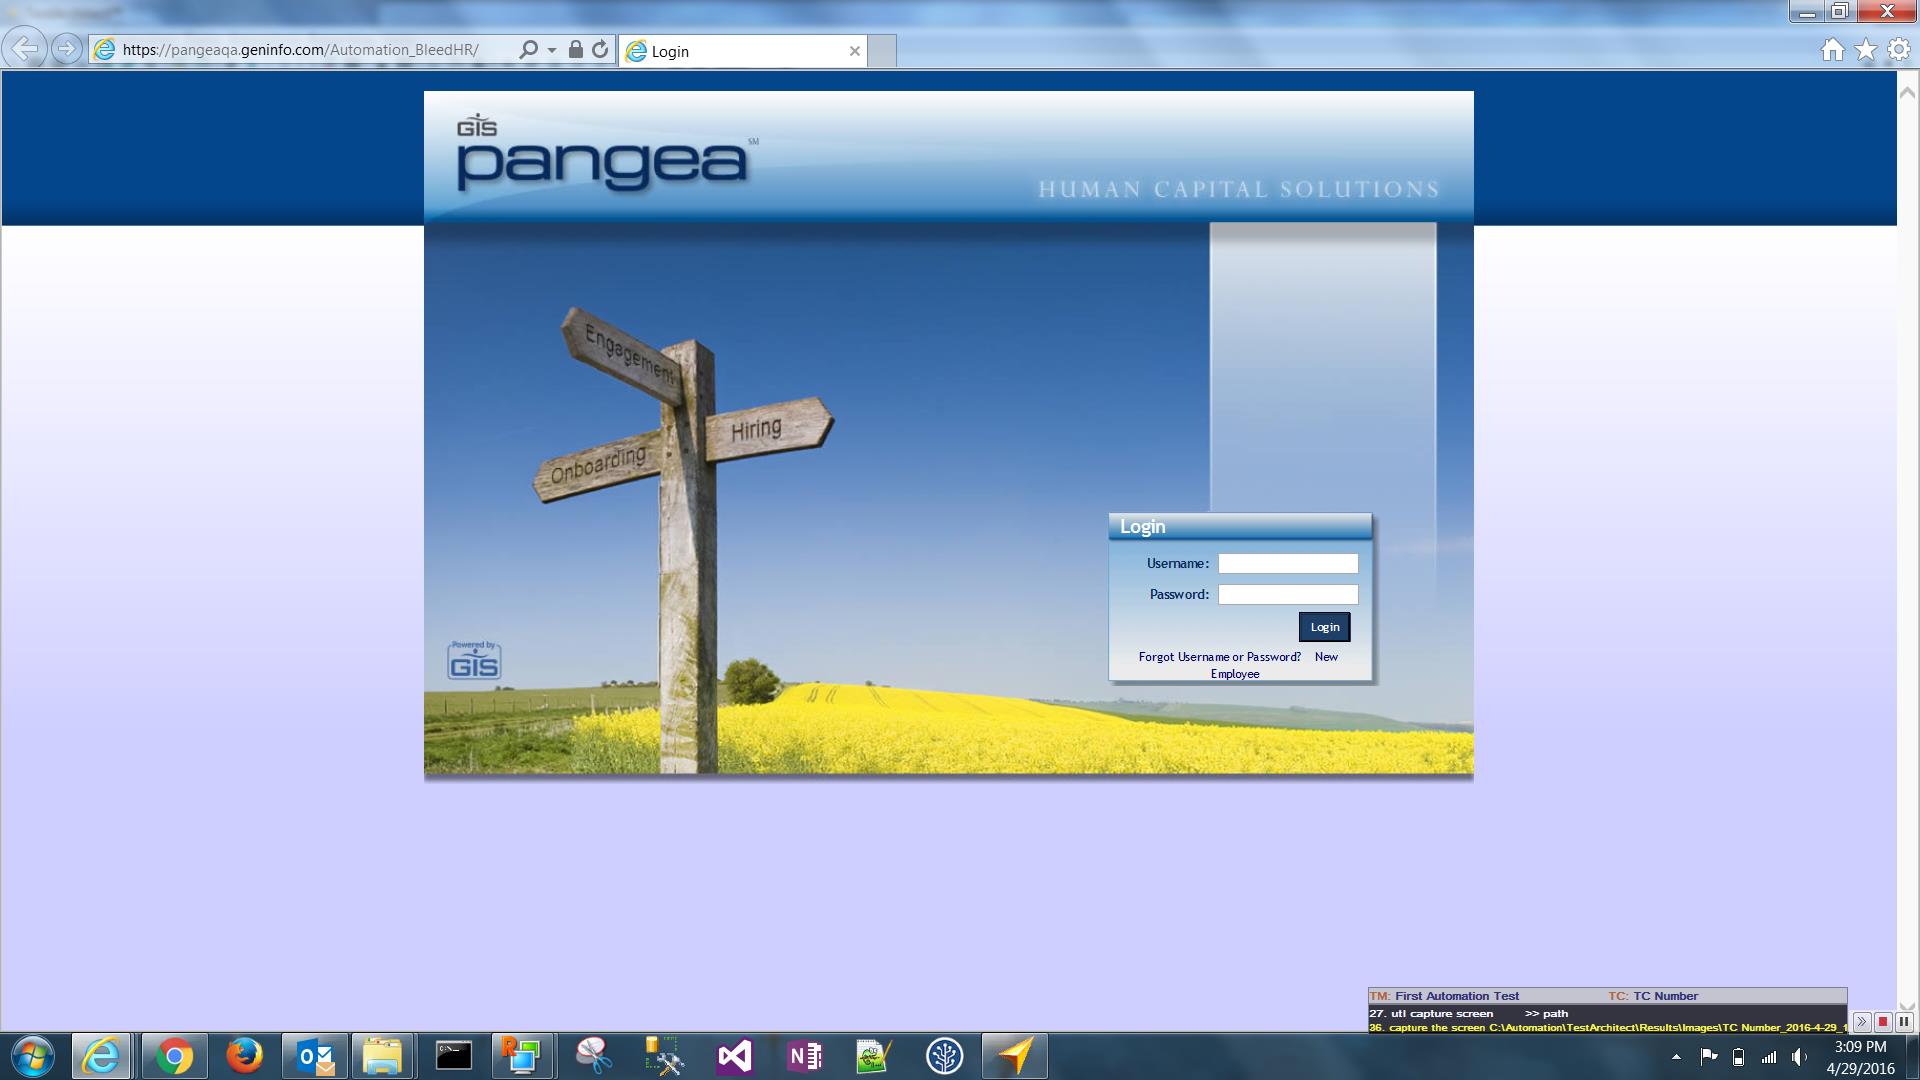 https://pangeaqa.geninfo.com/Automation_BleedHR/
Login
GIS
pangea SM
HUMAN CAPITAL SOLUTIONS
Engagement
Hiring
Onboarding
Login
Username:
Password:
Login
Forgot Username or Password? New
Employee
Powered by
GIS
TM: First Automation Test TC: TC Number
27. utl capture screen >> path
36. capture the screen C:\Automation\TestArchitect\Results\Images\TC Number_2016-4-29_1
3:09 PM
4/29/2016